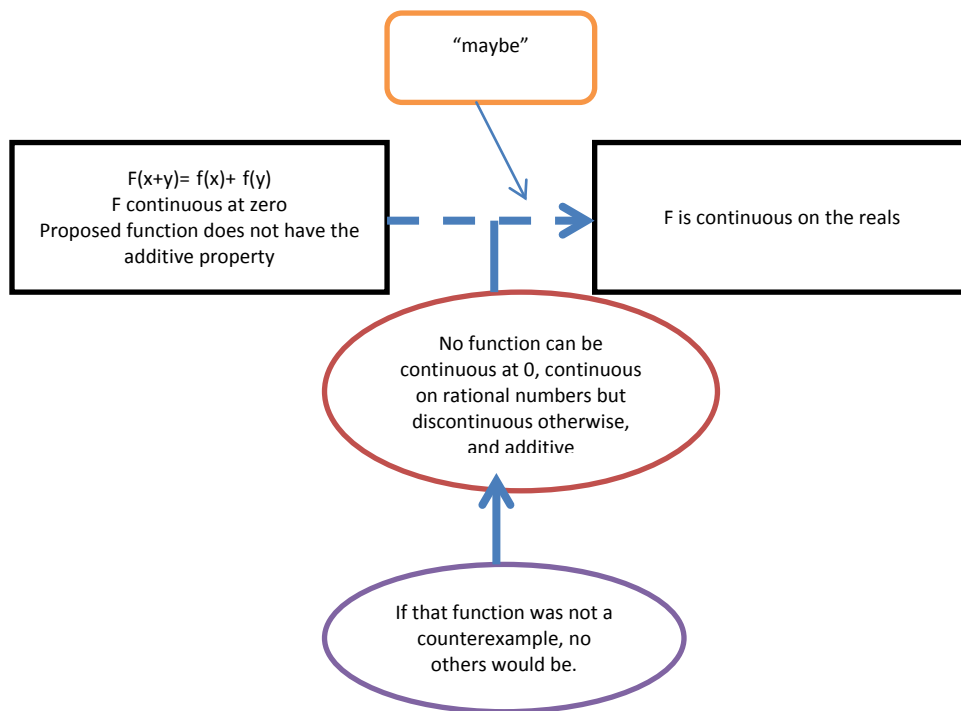 “maybe”
F(x+y)= f(x)+ f(y)
F continuous at zero
Proposed function does not have the
additive property
F is continuous on the reals
No function can be
continuous at 0, continuous
on rational numbers but
discontinuous otherwise,
and additive
If that function was not a
counterexample, no
others would be.